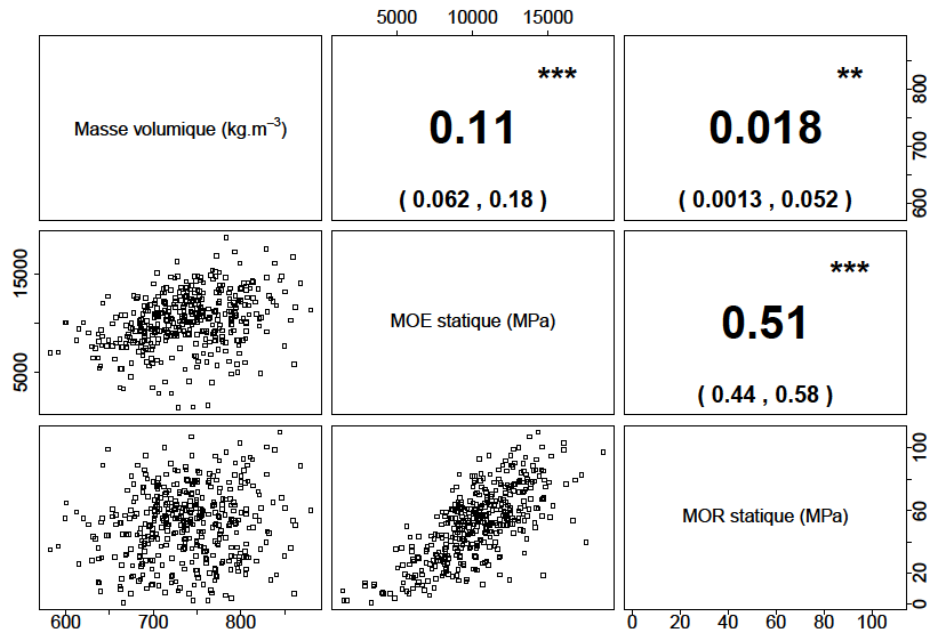 5000 10000 15000
Masse volumique (kg.m⁻³)
***
0.11
( 0.062 , 0.18 )
**
0.018
( 0.0013 , 0.052 )
600 700 800
5000 15000
MOE statique (MPa)
***
0.51
( 0.44 , 0.58 )
MOR statique (MPa)
0 20 60 100
600 700 800
0 20 40 60 80 100